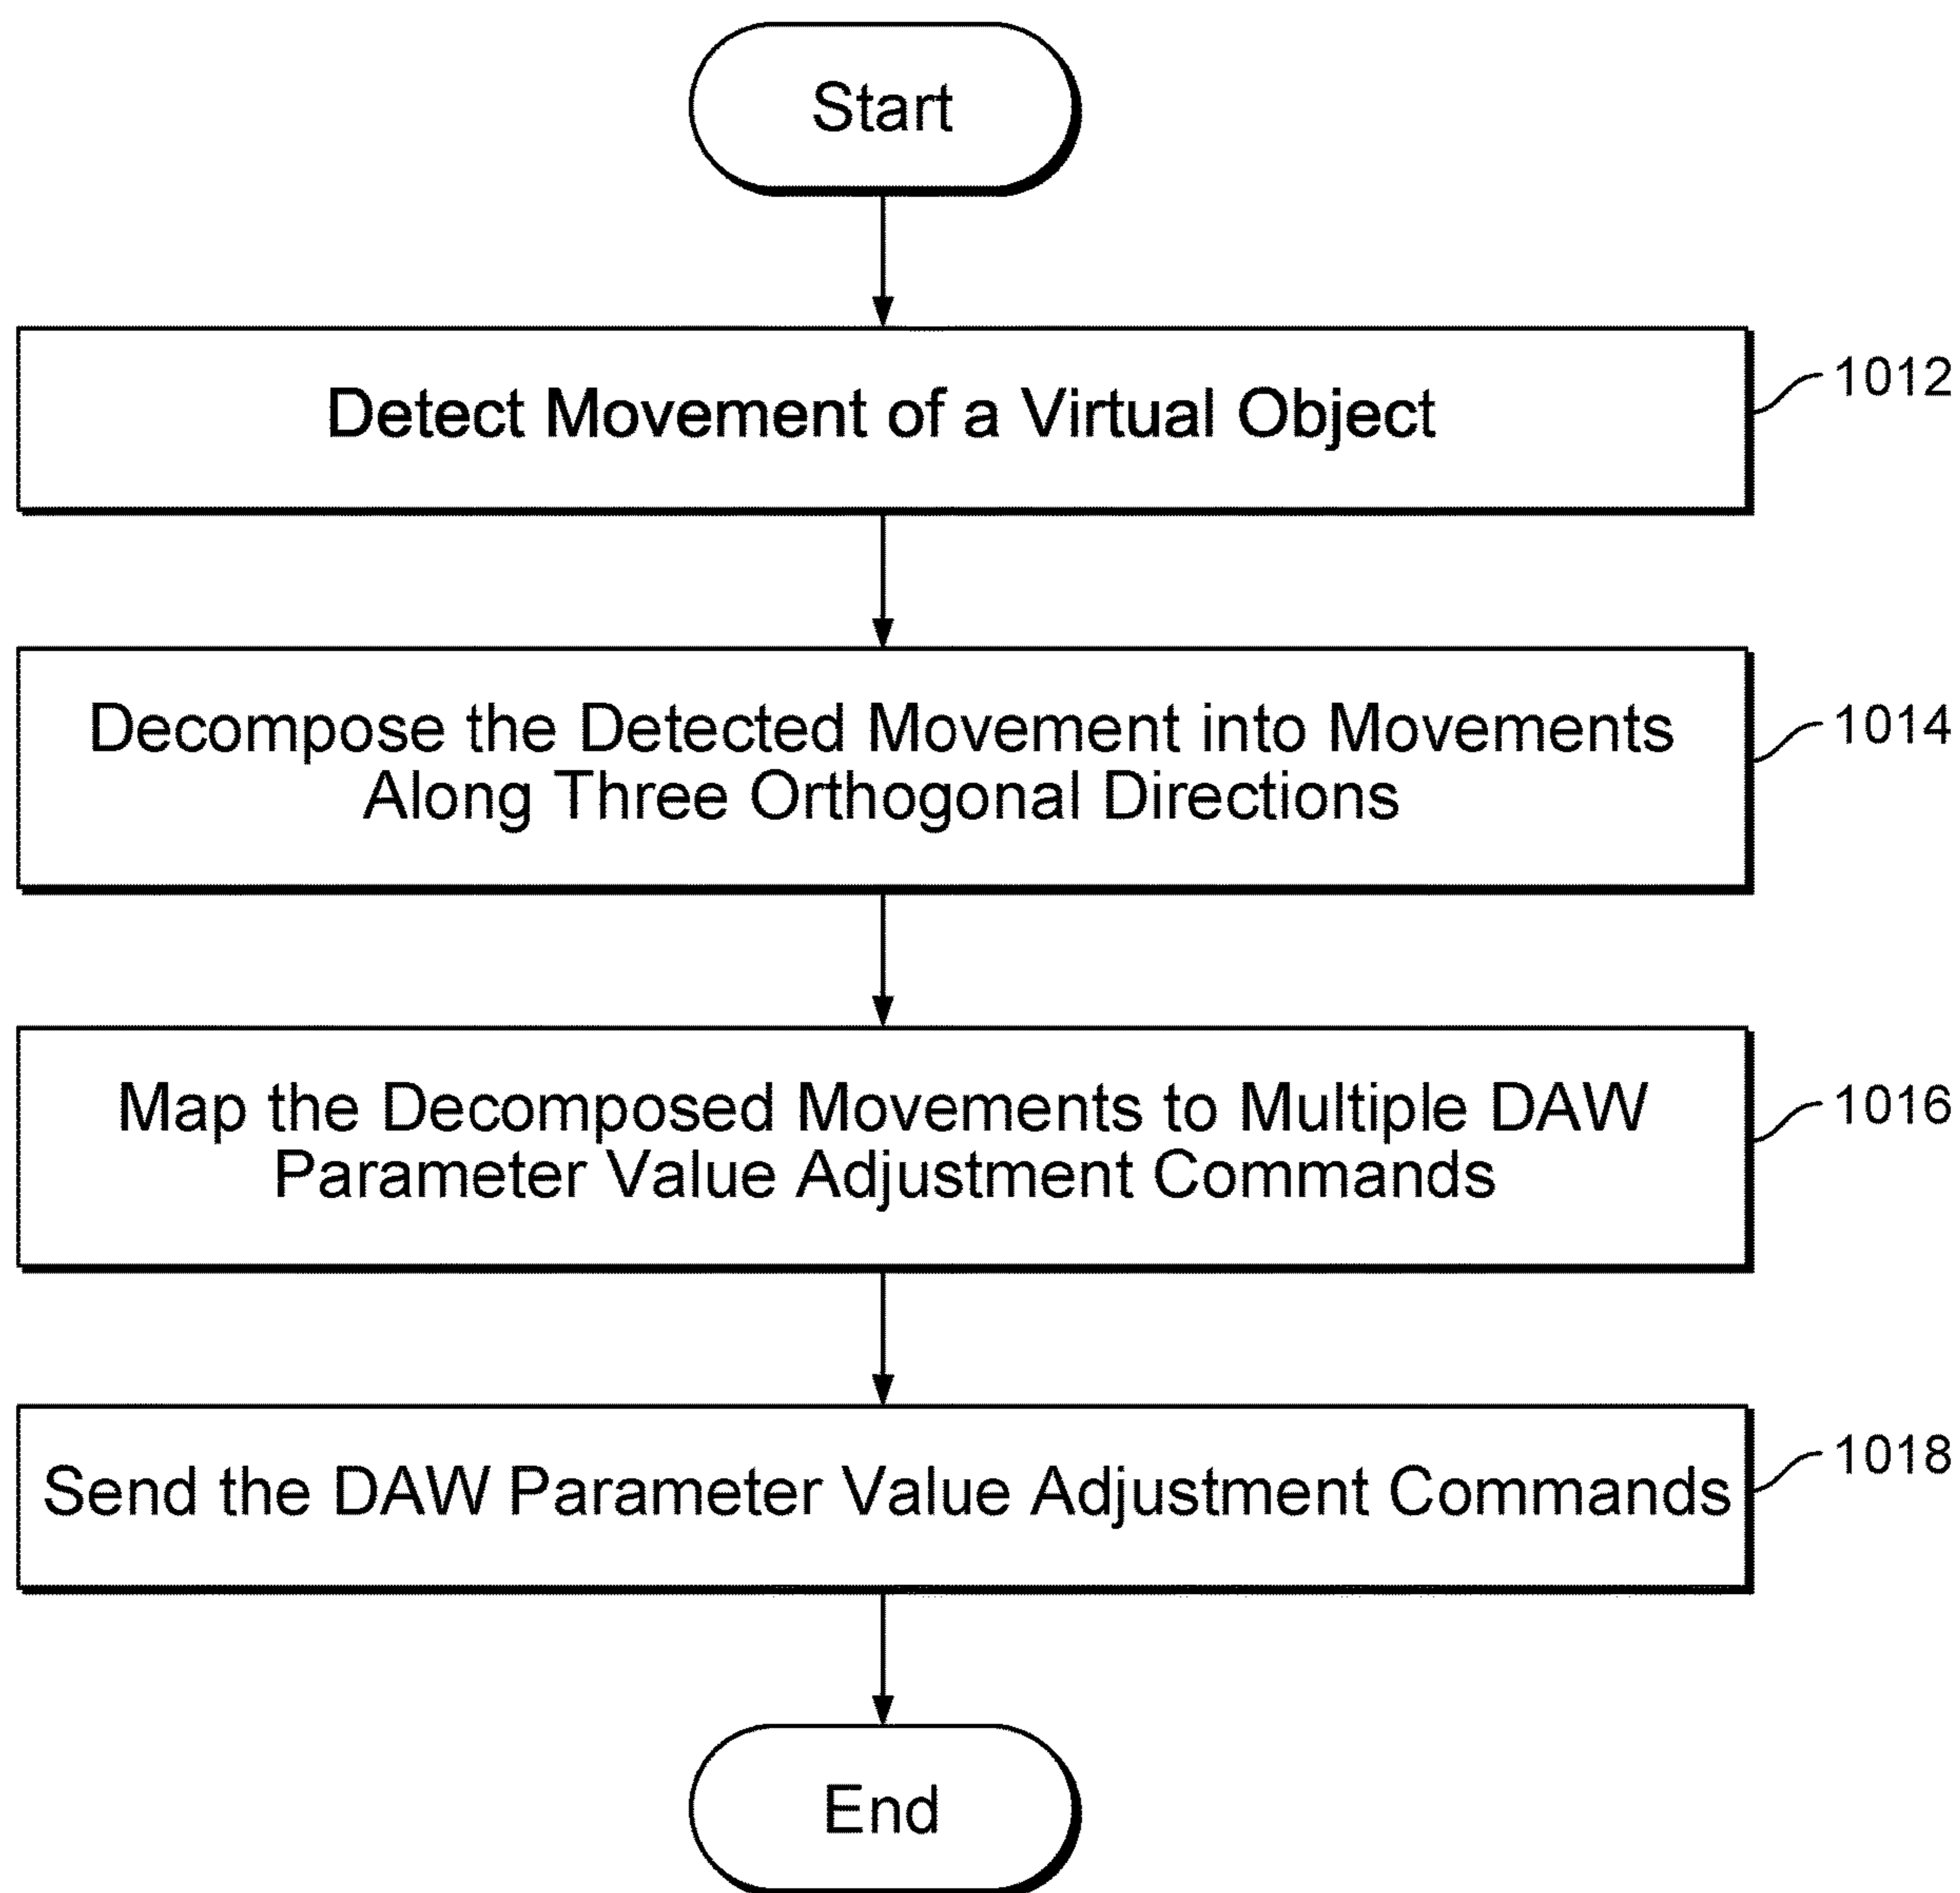 Start
Detect Movement of a Virtual Object
1012
Decompose the Detected Movement into Movements
Along Three Orthogonal Directions
1014
Map the Decomposed Movements to Multiple DAW
Parameter Value Adjustment Commands
1016
Send the DAW Parameter Value Adjustment Commands
1018
End